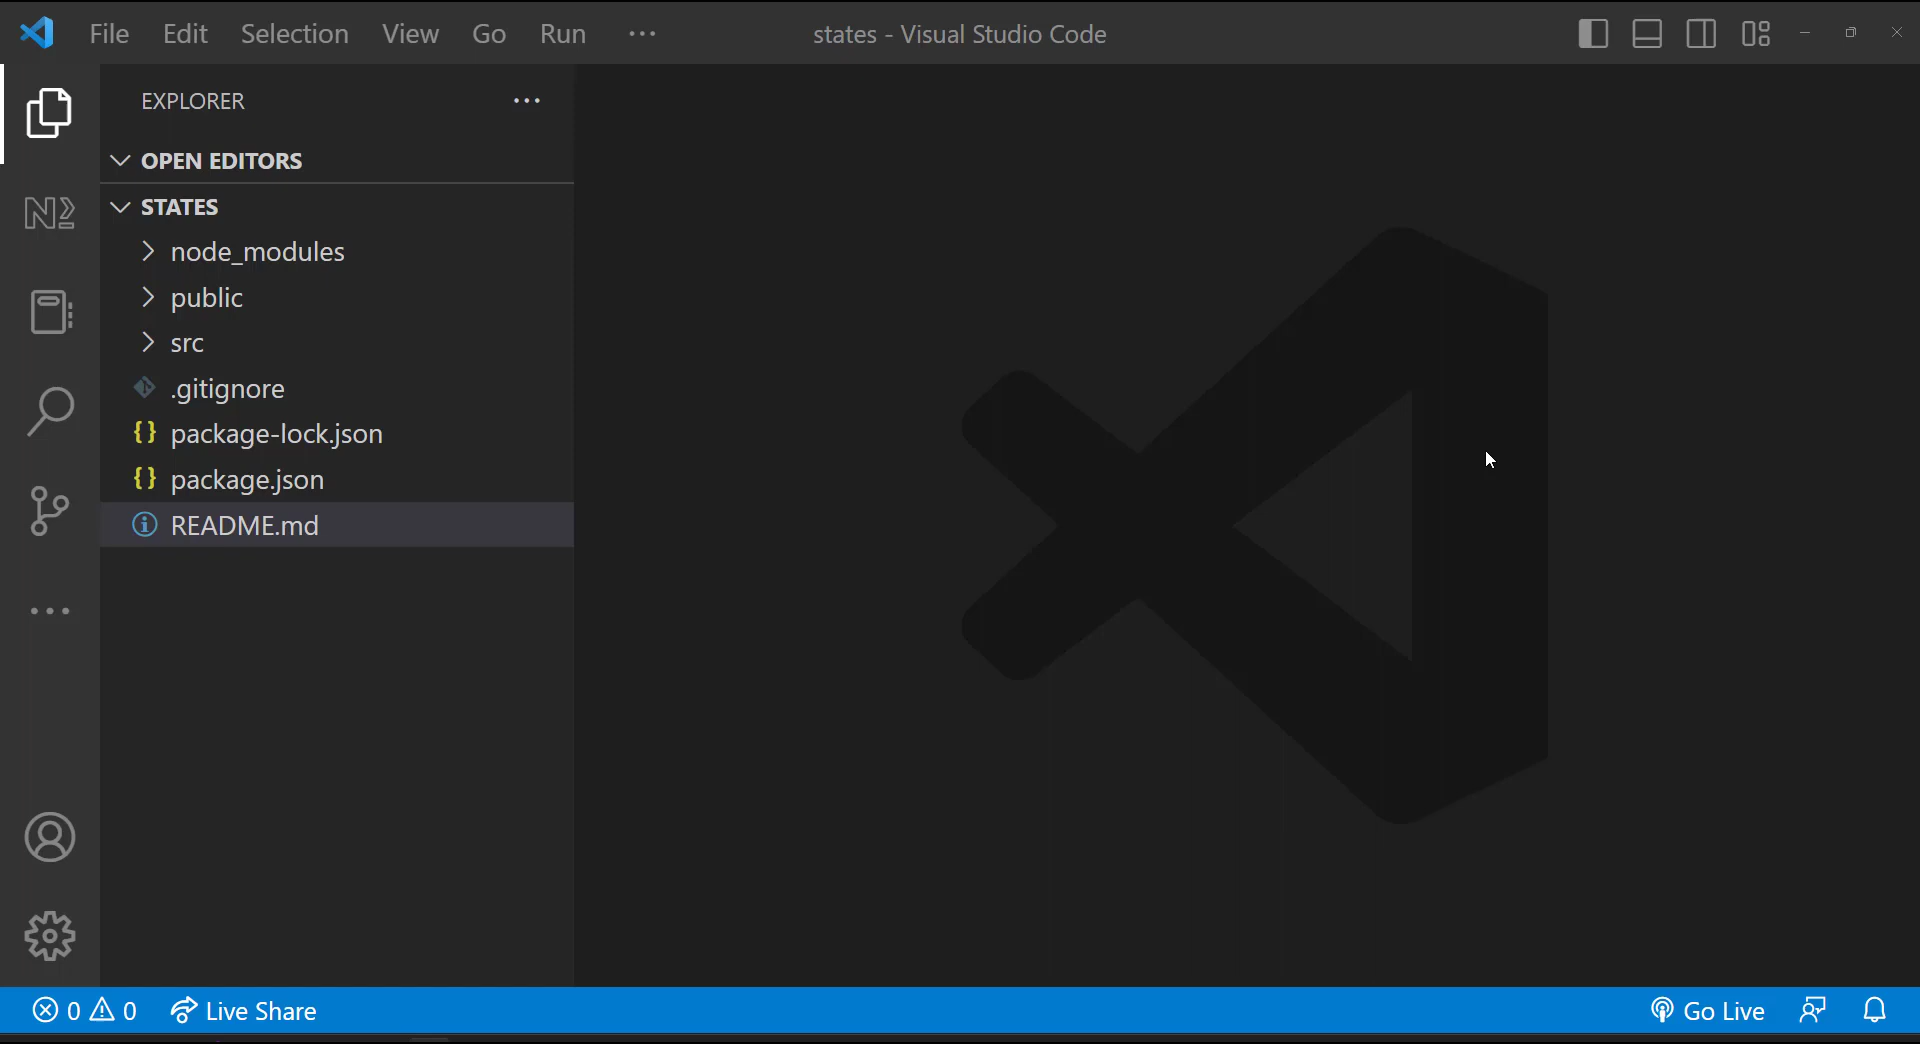 File Edit Selection View Go Run ··· states - Visual Studio Code
EXPLORER ···
OPEN EDITORS
STATES
node_modules
public
src
.gitignore
{} package-lock.json
{} package.json
README.md
0 0 Live Share Go Live